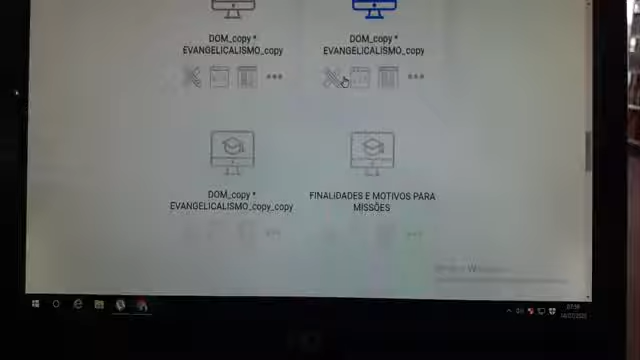 DOM_copy *
EVANGELICALISMO_copy
DOM_copy *
EVANGELICALISMO_copy
DOM_copy *
EVANGELICALISMO_copy_copy
FINALIDADES E MOTIVOS PARA
MISSÕES